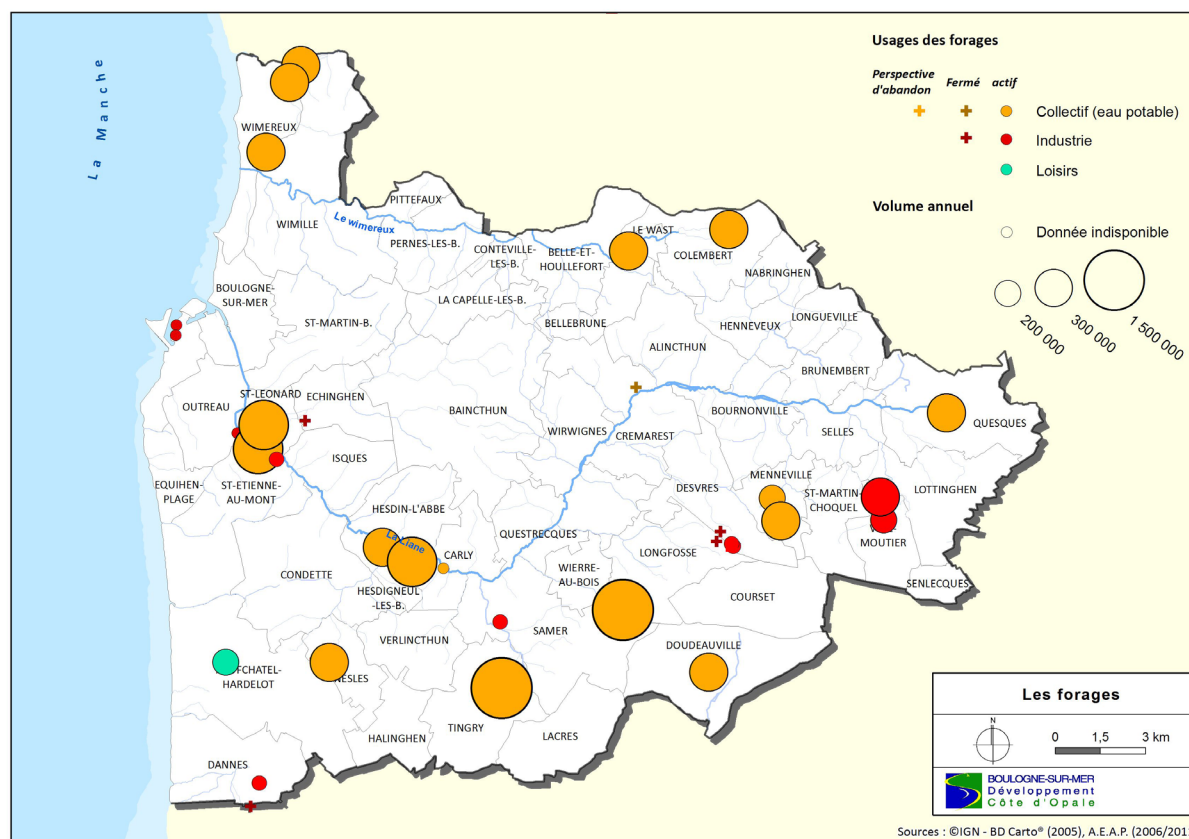 La Manche
Usages des forages
Perspective
d'abandon
Fermé
actif
Collectif (eau potable)
Industrie
Loisirs
Volume annuel
Donnée indisponible
200 000
300 000
1 500 000
WIMEREUX
PITTEFAUX
WIMILLE
Le wimereux
PERNES-LES-B.
CONTEVILLE-
LES-B.
BELLE-ET-
HOULLEFORT
LE WAST
COLEMBERT
NABRINGHEN
BOULOGNE-
SUR-MER
LA CAPELLE-LES-B.
ST-MARTIN-B.
BELLEBRUNE
HENNEVEUX
LONGUEVILLE
ALINCTHUN
BRUNEMBERT
ST-LEONARD
ECHINGHEN
OUTREAU
BAINCTHUN
BOURNONVILLE
QUESQUES
WIRWIGNES
CREMAREST
SELLES
ISQUES
EQUIHEN-
PLAGE
ST-ETIENNE-
AU-MONT
MENNEVILLE
DESVRES
ST-MARTIN-
CHOQUEL
LOTTINGHEN
HESDIN-L'ABBE
QUESTRECQUES
La Liane
CARLY
LONGFOSSE
MOUTIER
WIERRE-
AU-BOIS
CONDETTE
HESDIGNEUL
-LES-B.
COURSET
SENLECQUES
VERLINCTHUN
SAMER
DOUDEAUVILLE
FCHATEL-
HARDELOT
NESLES
TINGRY
HALINGHEN
LACRES
DANNES
Les forages
N
0 1,5 3 km
BOULOGNE-SUR-MER
Développement
Côte d'Opale
Sources : ©IGN - BD Carto® (2005), A.E.A.P. (2006/201